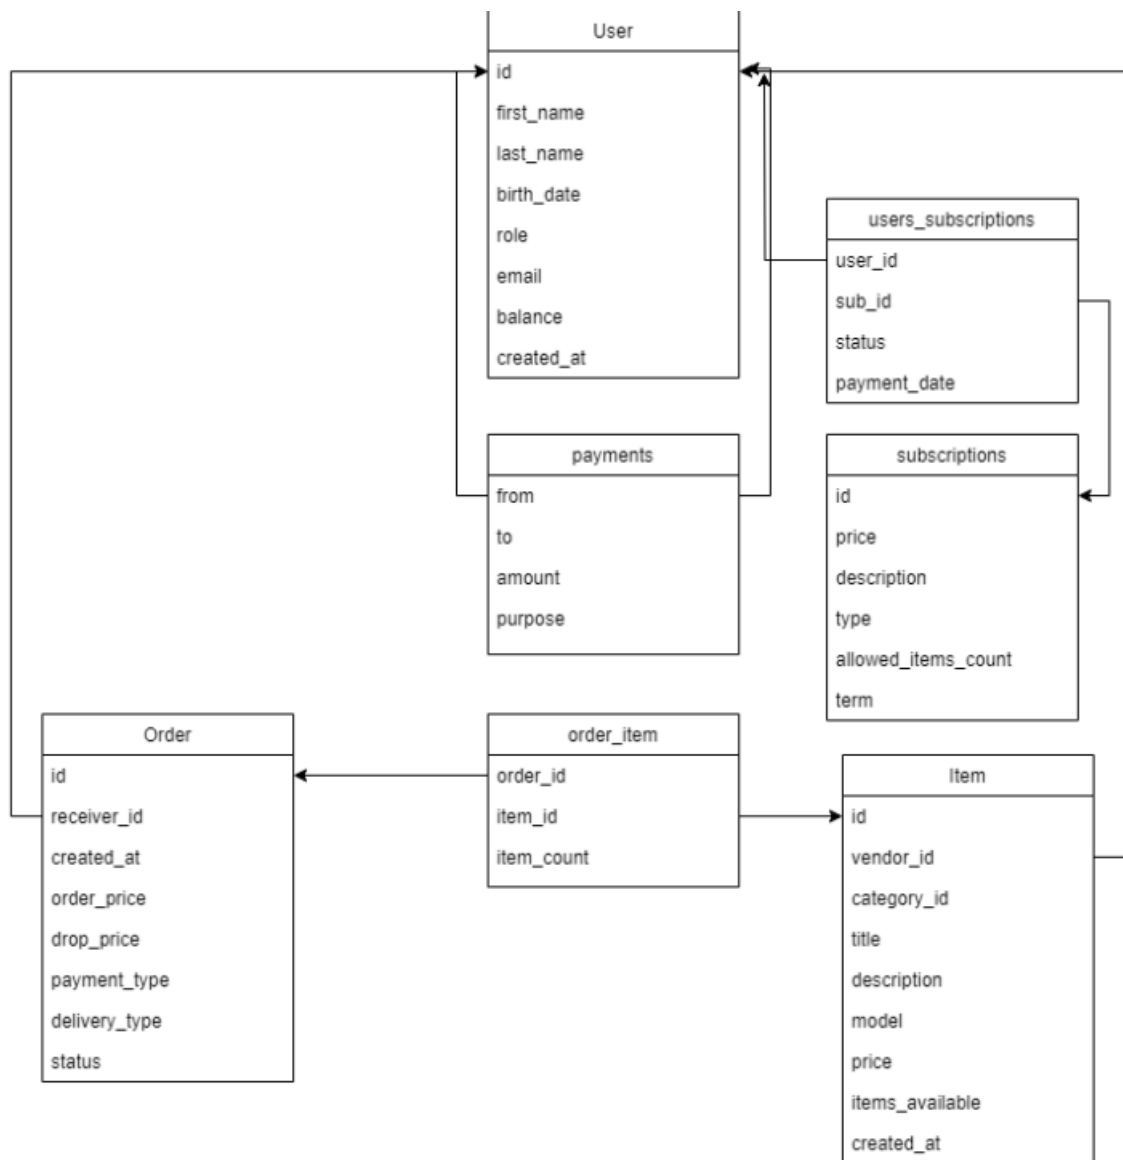 User
id
first_name
last_name
birth_date
role
email
balance
created_at
users_subscriptions
user_id
sub_id
status
payment_date
payments
from
to
amount
purpose
subscriptions
id
price
description
type
allowed_items_count
term
Order
id
receiver_id
created_at
order_price
drop_price
payment_type
delivery_type
status
order_item
order_id
item_id
item_count
Item
id
vendor_id
category_id
title
description
model
price
items_available
created_at